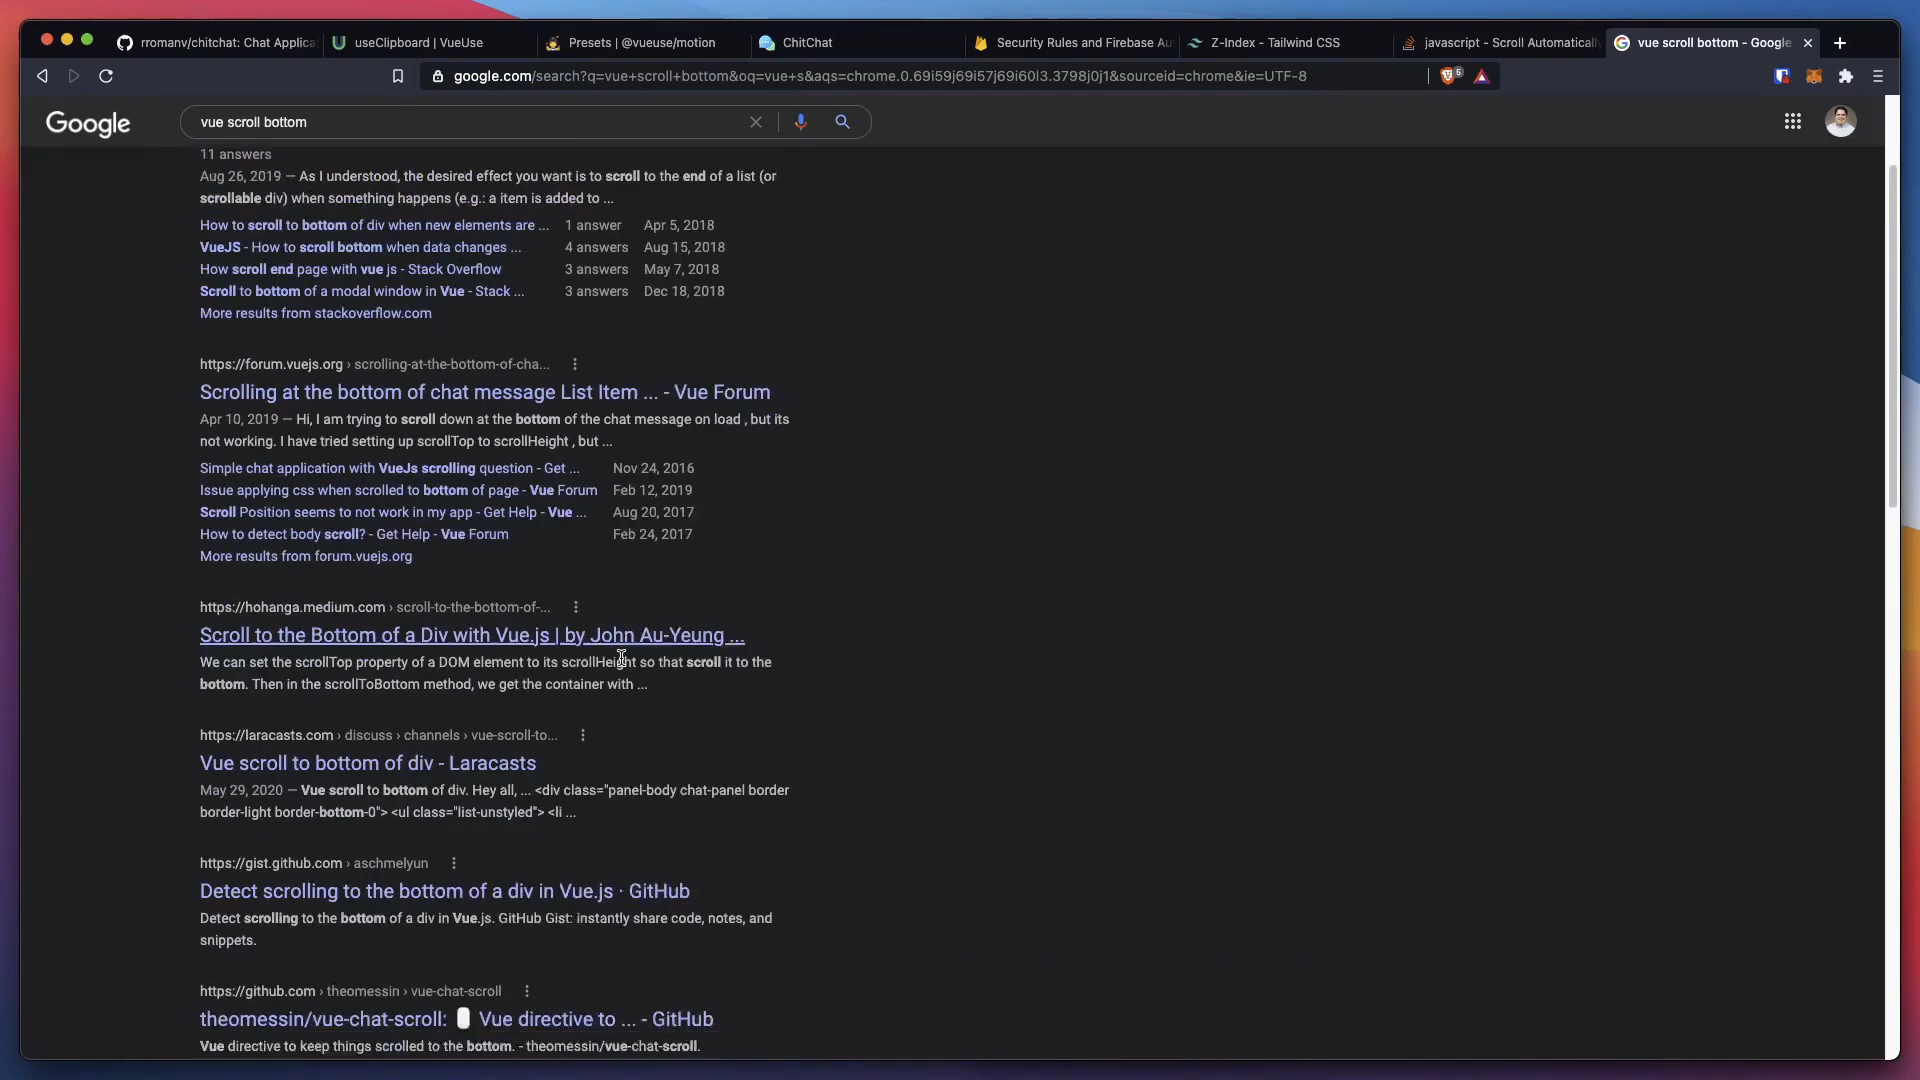 rromanv/chitchat: Chat Applica
useClipboard | VueUse
Presets | @vueuse/motion
ChitChat
Security Rules and Firebase Au
Z-Index - Tailwind CSS
javascript - Scroll Automatically
vue scroll bottom - Google
google.com/search?q=vue+scroll+bottom&oq=vue+s&aqs=chrome.0.69i59j69i57j69i60l3.3798j0j1&sourceid=chrome&ie=UTF-8
5
Google
vue scroll bottom
11 answers
Aug 26, 2019 — As I understood, the desired effect you want is to scroll to the end of a list (or
scrollable div) when something happens (e.g.: a item is added to ...
How to scroll to bottom of div when new elements are ... 1 answer Apr 5, 2018
VueJS - How to scroll bottom when data changes ... 4 answers Aug 15, 2018
How scroll end page with vue js - Stack Overflow 3 answers May 7, 2018
Scroll to bottom of a modal window in Vue - Stack ... 3 answers Dec 18, 2018
More results from stackoverflow.com
https://forum.vuejs.org › scrolling-at-the-bottom-of-cha...
Scrolling at the bottom of chat message List Item ... - Vue Forum
Apr 10, 2019 — Hi, I am trying to scroll down at the bottom of the chat message on load , but its
not working. I have tried setting up scrollTop to scrollHeight , but ...
Simple chat application with VueJs scrolling question - Get ... Nov 24, 2016
Issue applying css when scrolled to bottom of page - Vue Forum Feb 12, 2019
Scroll Position seems to not work in my app - Get Help - Vue ... Aug 20, 2017
How to detect body scroll? - Get Help - Vue Forum Feb 24, 2017
More results from forum.vuejs.org
https://hohanga.medium.com › scroll-to-the-bottom-of-...
Scroll to the Bottom of a Div with Vue.js | by John Au-Yeung ...
We can set the scrollTop property of a DOM element to its scrollHeight so that scroll it to the
bottom. Then in the scrollToBottom method, we get the container with ...
https://laracasts.com › discuss › channels › vue-scroll-to...
Vue scroll to bottom of div - Laracasts
May 29, 2020 — Vue scroll to bottom of div. Hey all, ... <div class="panel-body chat-panel border
border-light border-bottom-0"> <ul class="list-unstyled"> <li ...
https://gist.github.com › aschmelyun
Detect scrolling to the bottom of a div in Vue.js · GitHub
Detect scrolling to the bottom of a div in Vue.js. GitHub Gist: instantly share code, notes, and
snippets.
https://github.com › theomessin › vue-chat-scroll
theomessin/vue-chat-scroll: Vue directive to ... - GitHub
Vue directive to keep things scrolled to the bottom. - theomessin/vue-chat-scroll.